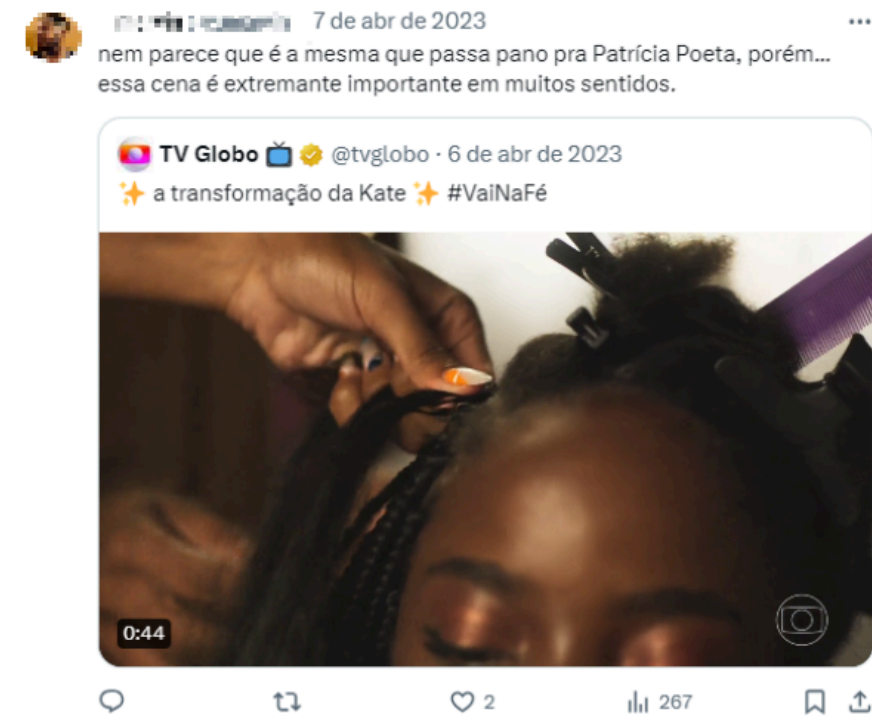 7 de abr de 2023
nem parece que é a mesma que passa pano pra Patrícia Poeta, porém...
essa cena é extremante importante em muitos sentidos.
TV Globo 📺 @tvglobo · 6 de abr de 2023
✨ a transformação da Kate ✨ #VaiNaFé
0:44
2
267